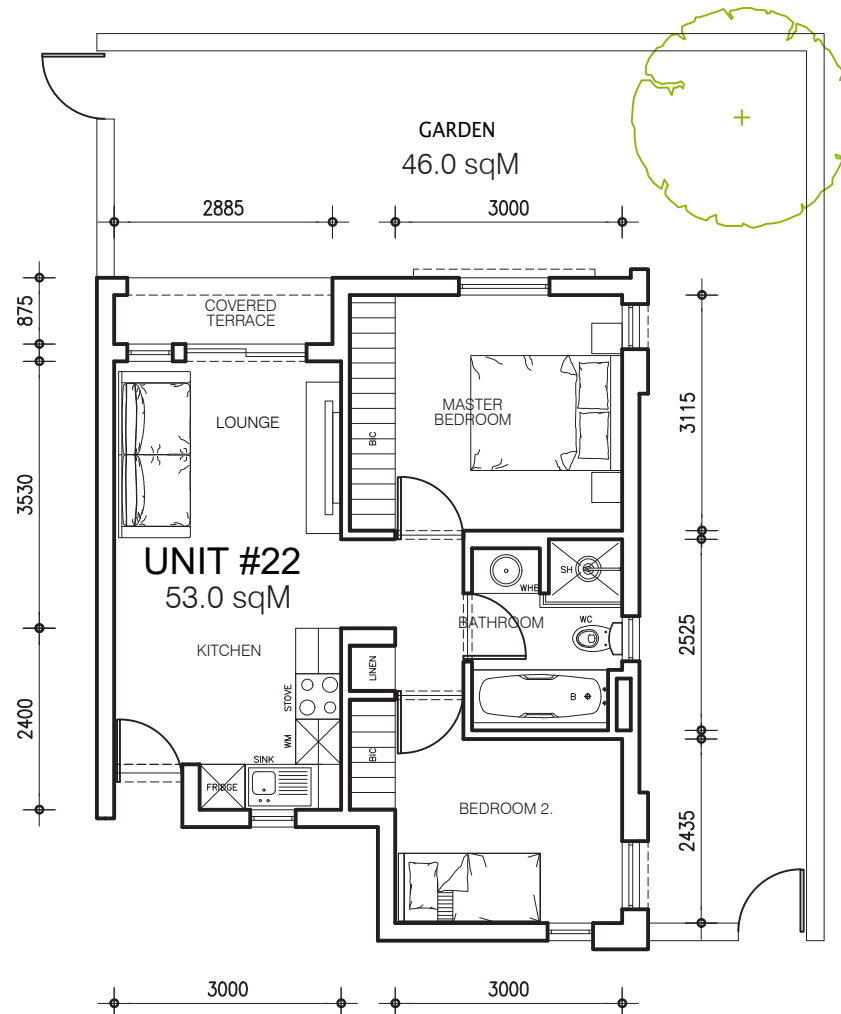 GARDEN
46.0 sqM
2885
3000
875
COVERED
TERRACE
LOUNGE
MASTER
BEDROOM
BIC
3115
3530
UNIT #22
53.0 sqM
SH
WHB
BATHROOM
WC
2525
KITCHEN
LINEN
STOVE
B
2400
WM
SINK
BIC
FRIDGE
BEDROOM 2.
2435
3000
3000